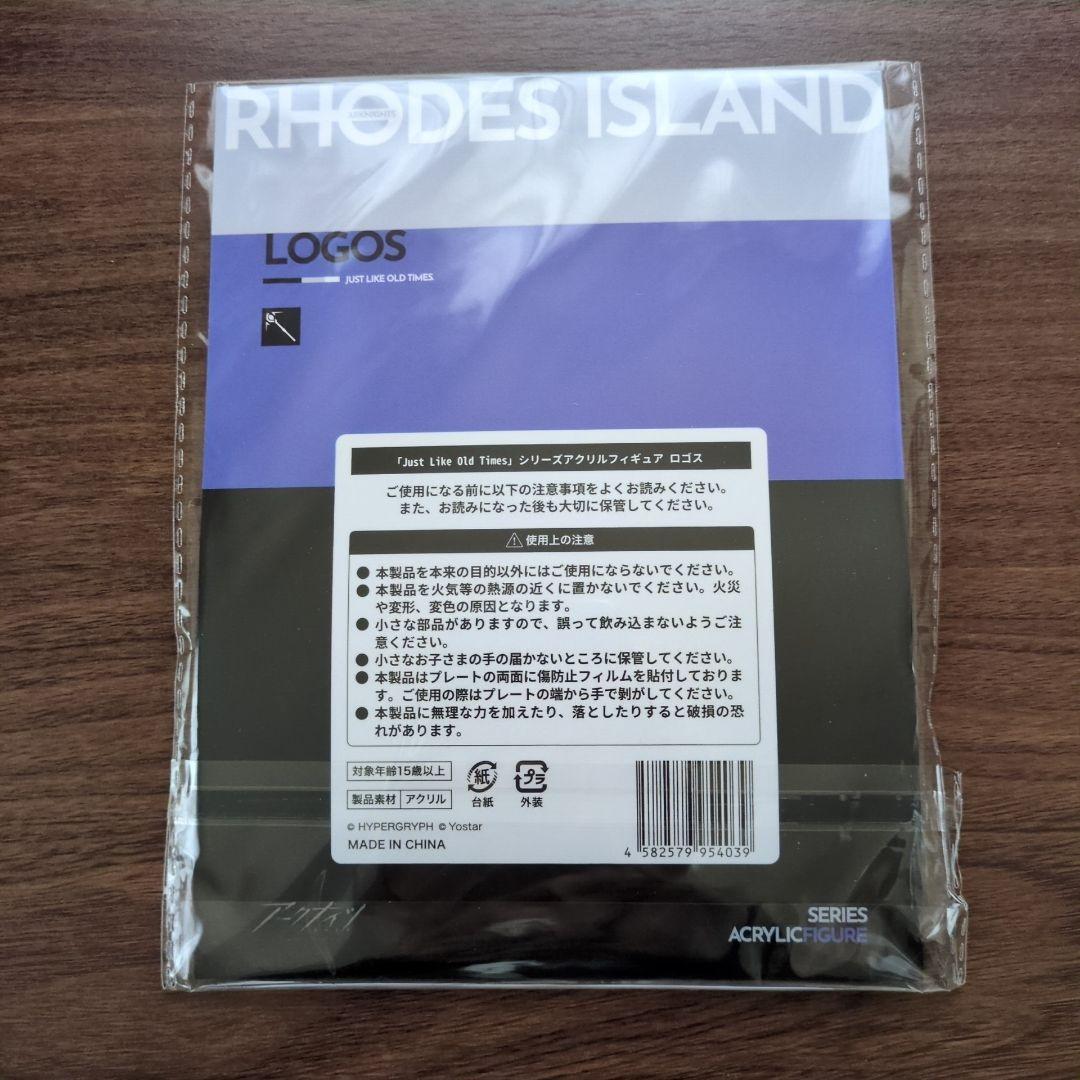 RHODES ISLAND
ARKNIGHTS
LOGOS
JUST LIKE OLD TIMES.
「Just Like Old Times」シリーズアクリルフィギュア ロゴス
ご使用になる前に以下の注意事項をよくお読みください。
また、お読みになった後も大切に保管してください。
使用上の注意
● 本製品を本来の目的以外にはご使用にならないでください。
● 本製品を火気等の熱源の近くに置かないでください。火災
や変形、変色の原因となります。
● 小さな部品がありますので、誤って飲み込まないようご注
意ください。
● 小さなお子さまの手の届かないところに保管してください。
● 本製品はプレートの両面に傷防止フィルムを貼付しておりま
す。ご使用の際はプレートの端から手で剝がしてください。
● 本製品に無理な力を加えたり、落としたりすると破損の恐
れがあります。
対象年齢15歳以上
製品素材 アクリル
紙 プラ
台紙 外装
© HYPERGRYPH © Yostar
MADE IN CHINA
4 582579 954039
アークナイツ
SERIES
ACRYLICFIGURE